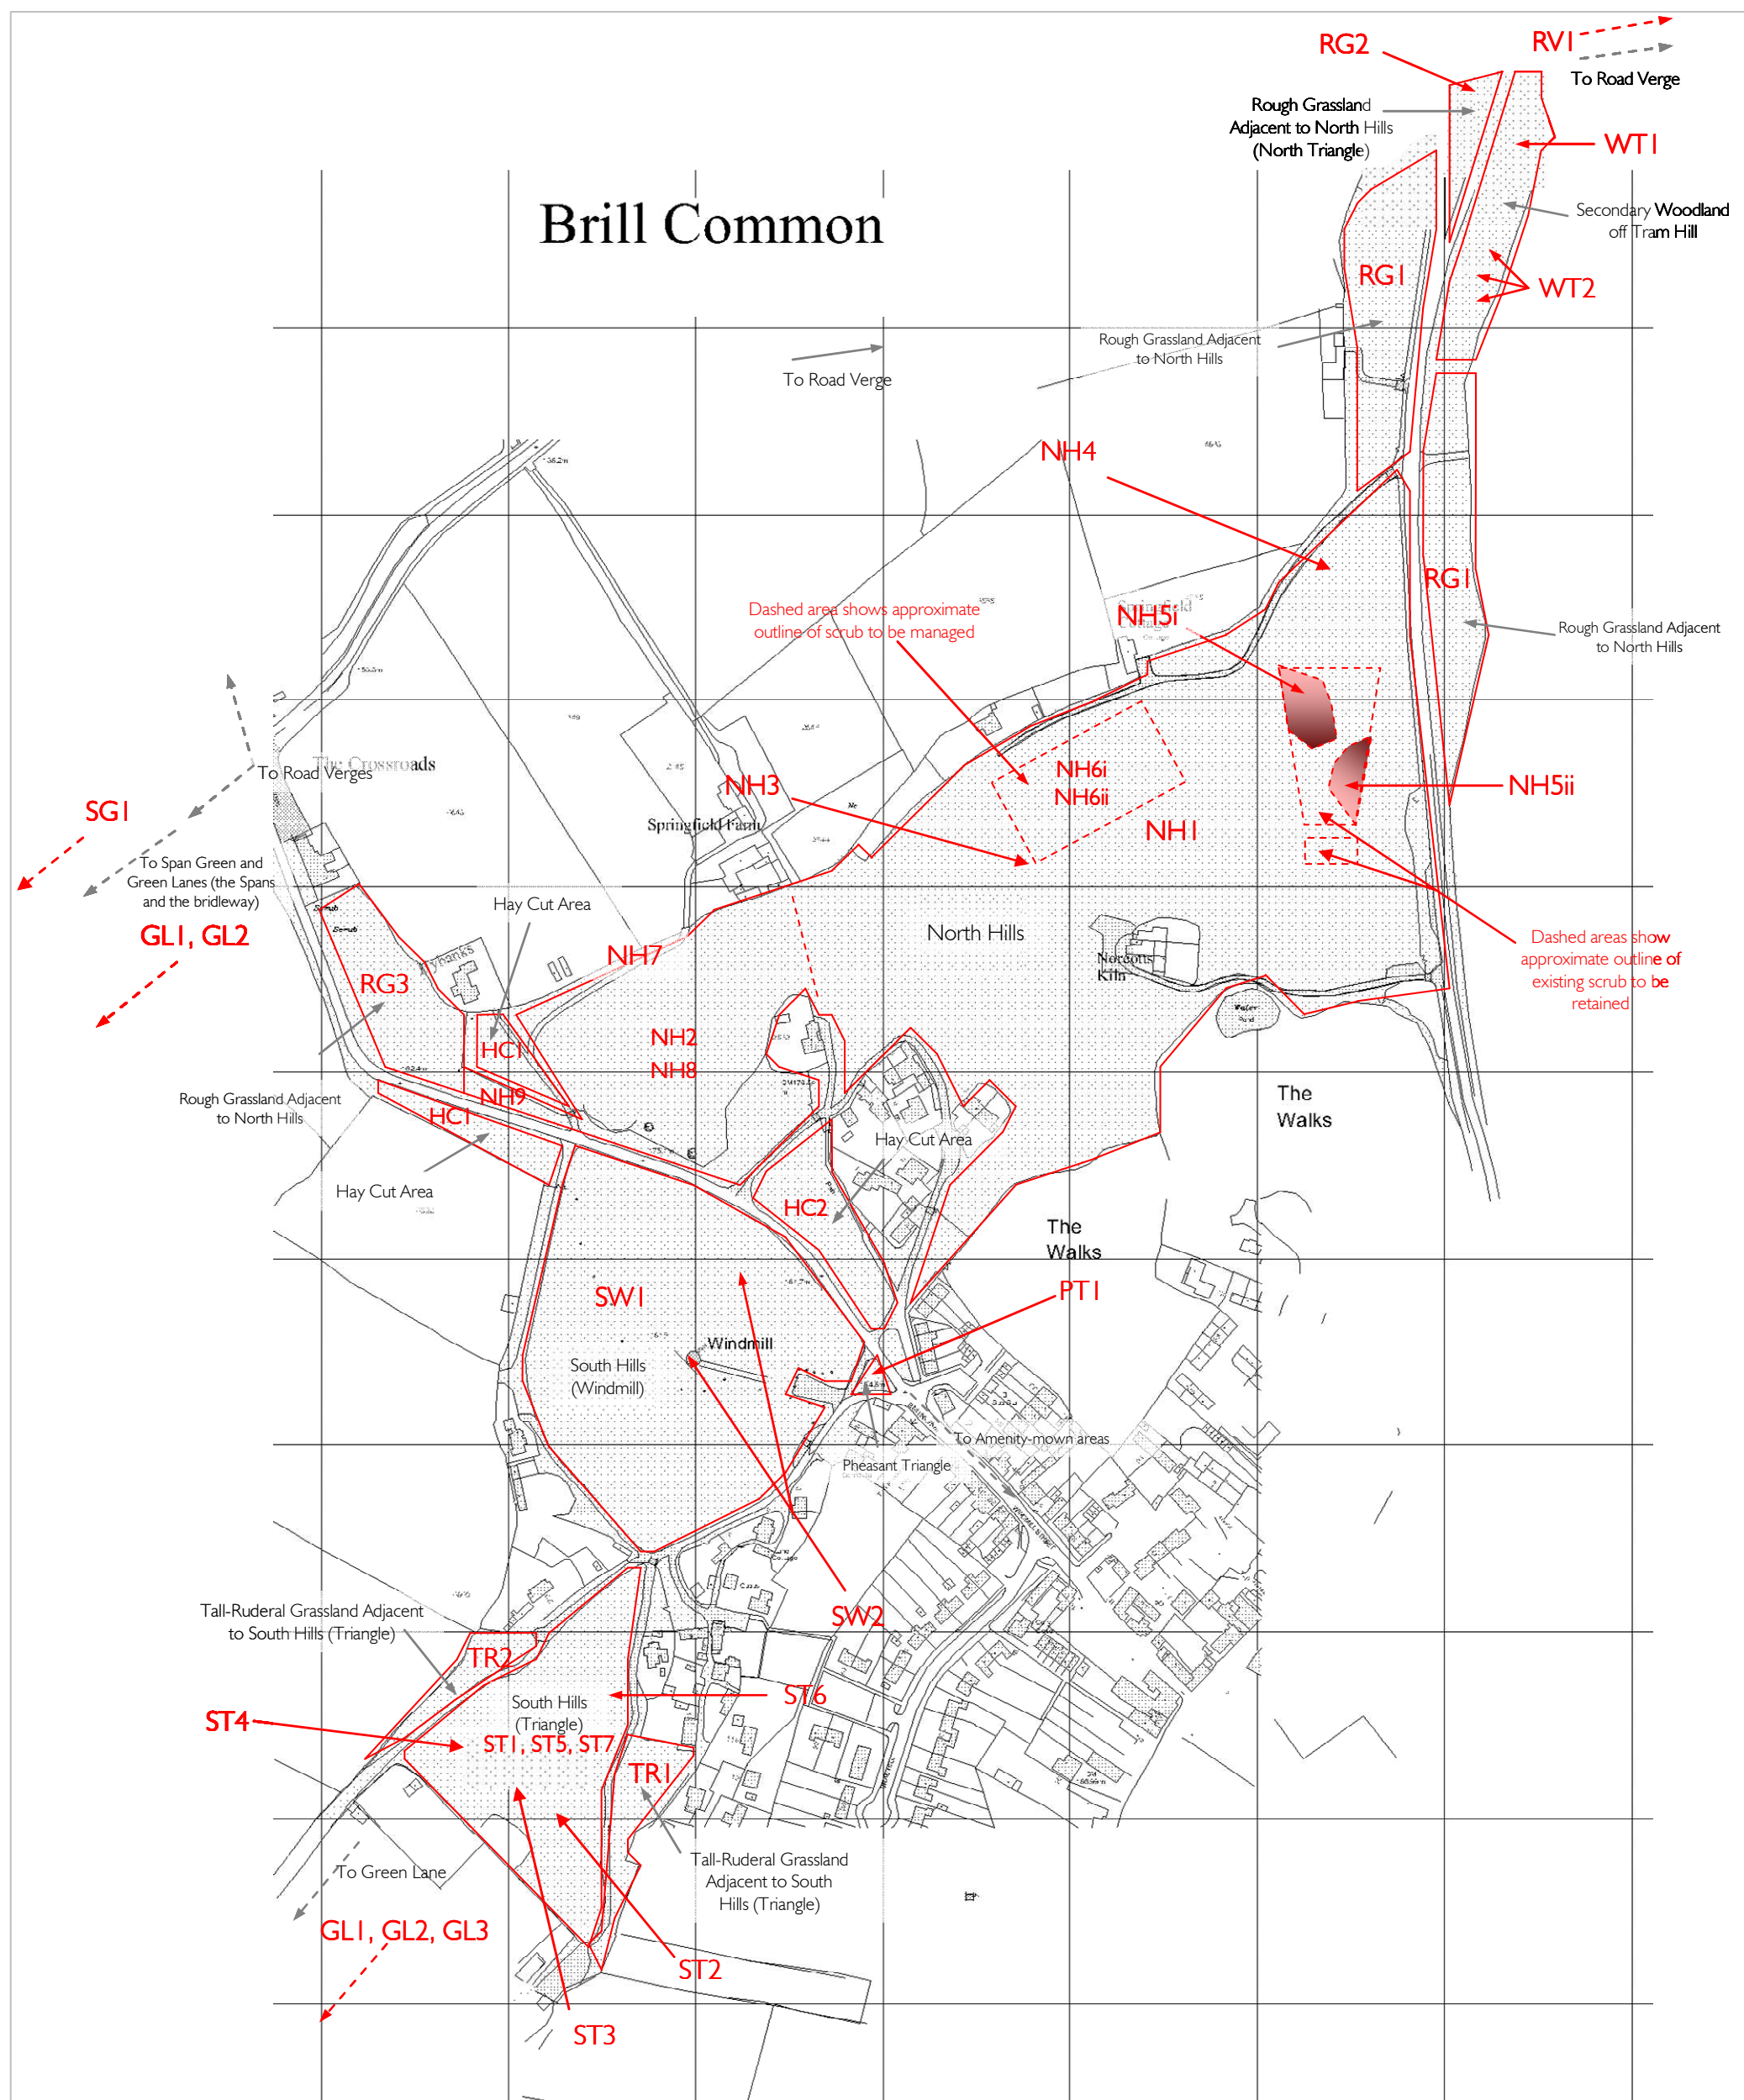 RG2
RV1
To Road Verge
Rough Grassland
Adjacent to North Hills
(North Triangle)
WT1
Brill Common
Secondary Woodland
off Tram Hill
RG1
WT2
Rough Grassland Adjacent
to North Hills
To Road Verge
NH4
Dashed area shows approximate
outline of scrub to be managed
Springfield
Cottage
NH5i
RG1
Rough Grassland Adjacent
to North Hills
The Crossroads
To Road Verges
NH3
NH6i
NH6ii
NH5ii
SG1
Springfield Farm
NH1
To Span Green and
Green Lanes (the Spans
and the bridleway)
Hay Cut Area
Scrub
Scrub
GL1, GL2
North Hills
Dashed areas show
approximate outline of
existing scrub to be
retained
NH7
Norcotts
Kiln
RG3
Water
NH2
HC1
NH8
NH9
Rough Grassland Adjacent
to North Hills
HC1
The
Walks
Hay Cut Area
Hay Cut Area
HC2
The
Walks
PT1
SW1
Windmill
South Hills
(Windmill)
To Amenity-mown areas
Pheasant Triangle
Tall-Ruderal Grassland Adjacent
to South Hills (Triangle)
SW2
TR2
South Hills
(Triangle)
ST6
ST4
ST1, ST5, ST7
TR1
To Green Lane
Tall-Ruderal Grassland
Adjacent to South
Hills (Triangle)
GL1, GL2, GL3
ST2
ST3